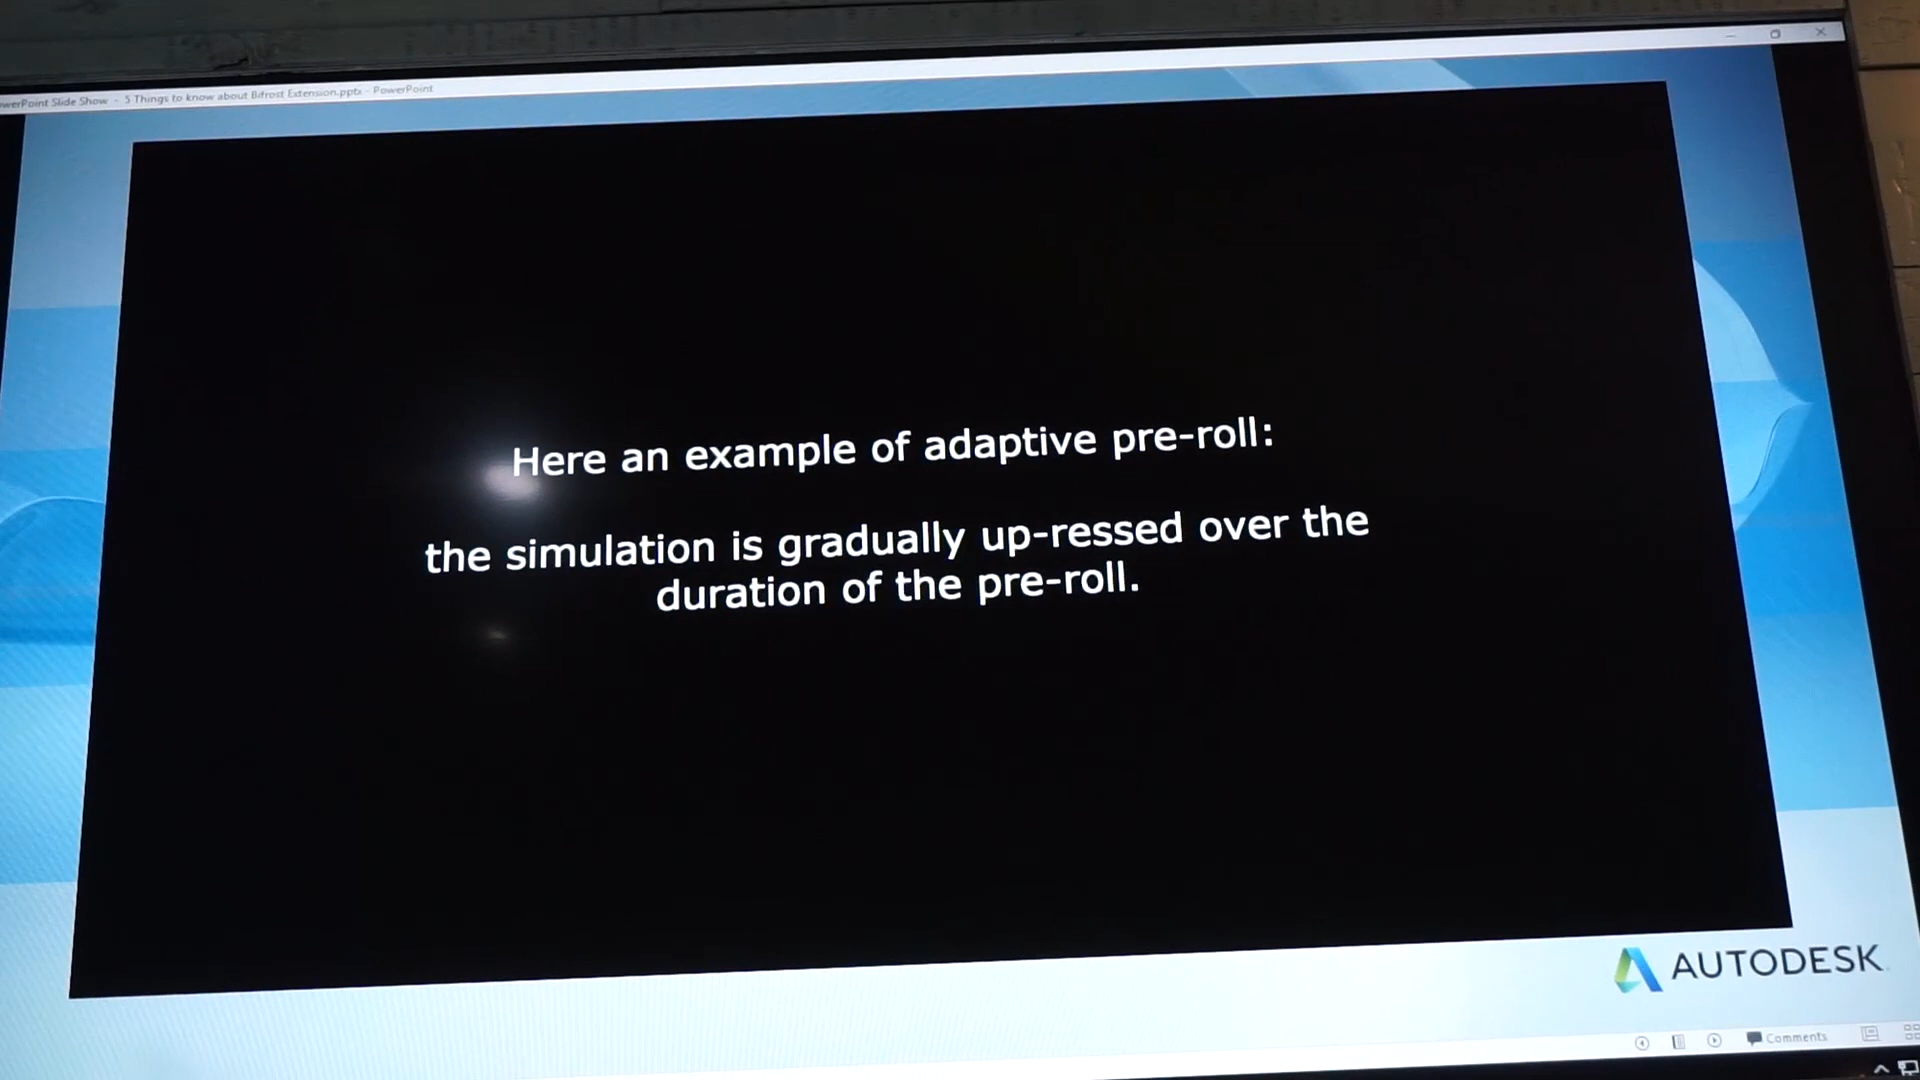 PowerPoint Slide Show - 5 Things to know about Bifrost Extension.pptx - PowerPoint
Here an example of adaptive pre-roll:
the simulation is gradually up-ressed over the
duration of the pre-roll.
AUTODESK
Comments